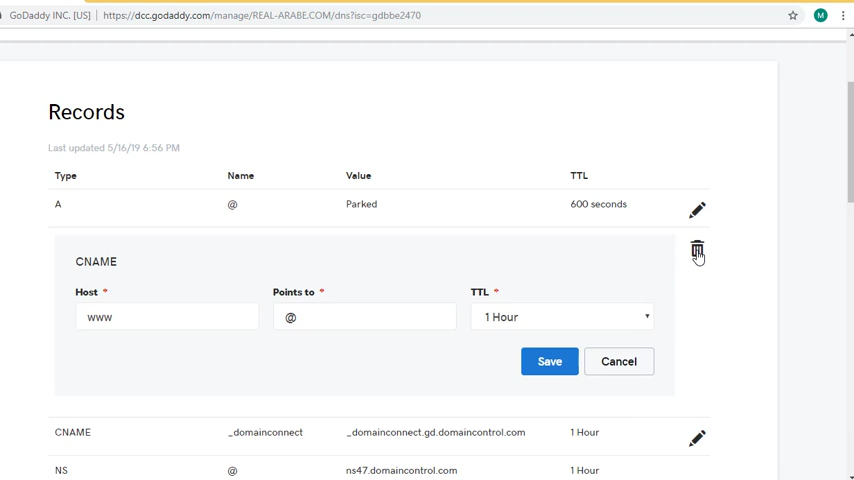 GoDaddy INC. [US] | https://dcc.godaddy.com/manage/REAL-ARABE.COM/dns?isc=gdbbe2470
M
Records
Last updated 5/16/19 6:56 PM
Type Name Value TTL
A @ Parked 600 seconds
CNAME
Host * Points to * TTL *
www @ 1 Hour
Save Cancel
CNAME _domainconnect _domainconnect.gd.domaincontrol.com 1 Hour
NS @ ns47.domaincontrol.com 1 Hour